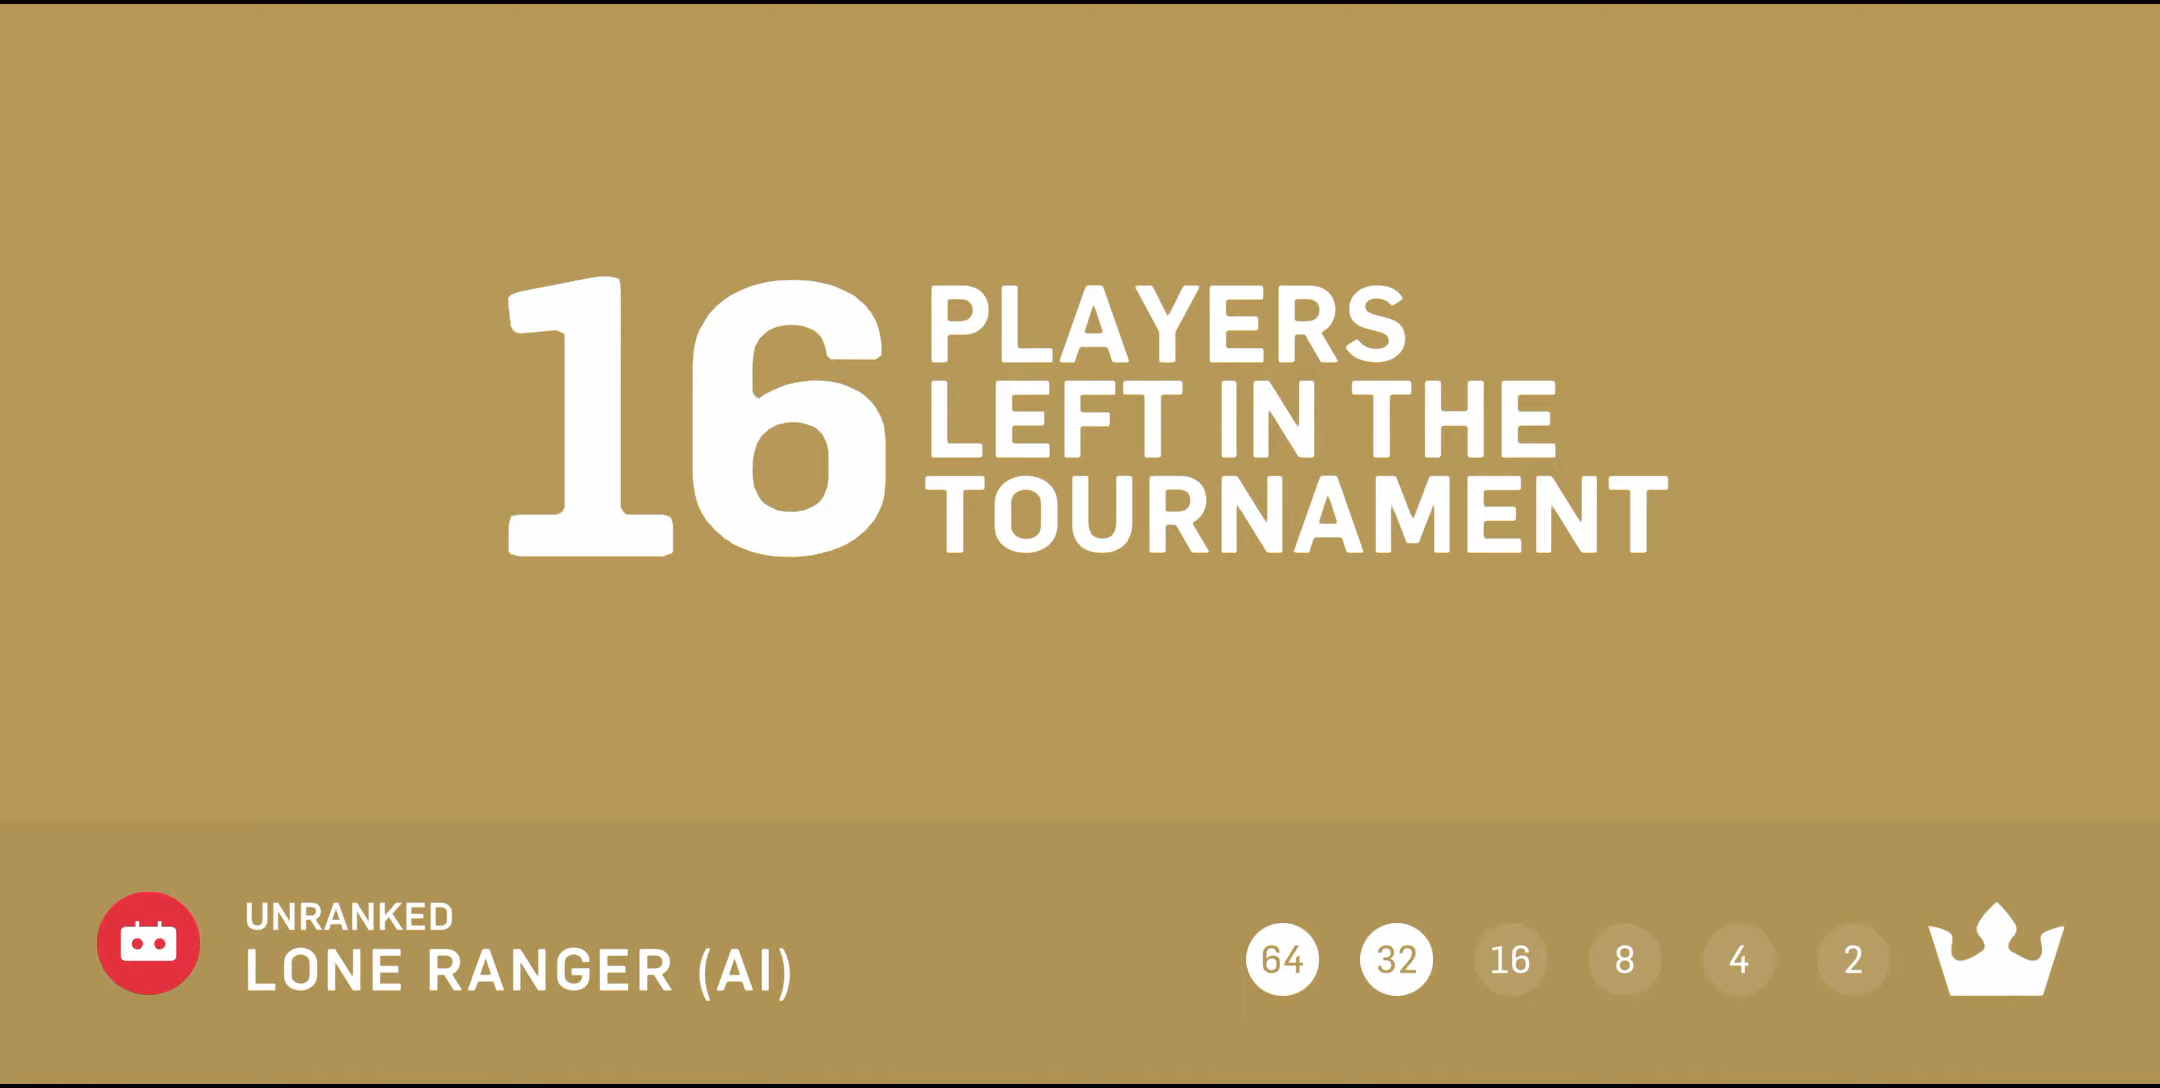 16
PLAYERS
LEFT IN THE
TOURNAMENT
UNRANKED
LONE RANGER (AI)
64 32 16 8 4 2